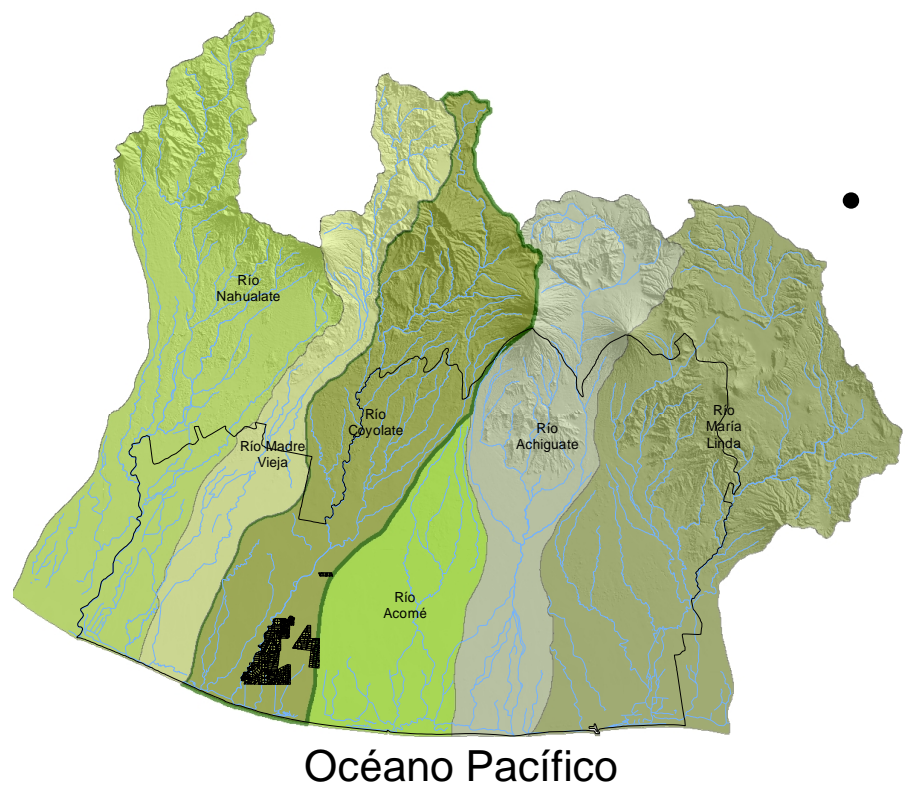 Río
Nahualate
Río Madre
Vieja
Río
Coyolate
Río
Achiguate
Río
María
Linda
Río
Acomé
Océano Pacífico